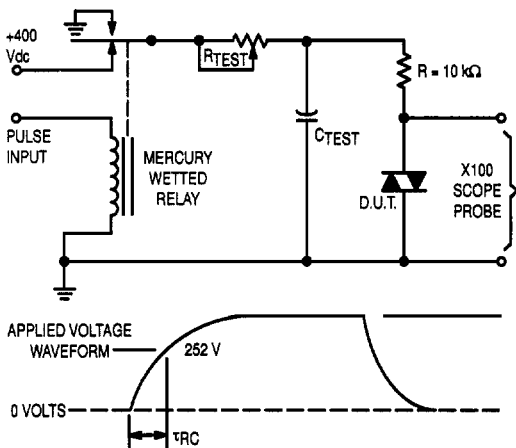 +400
Vdc
RTEST
R = 10 kΩ
PULSE
INPUT
MERCURY
WETTED
RELAY
CTEST
D.U.T.
X100
SCOPE
PROBE
APPLIED VOLTAGE
WAVEFORM
252 V
0 VOLTS
τRC